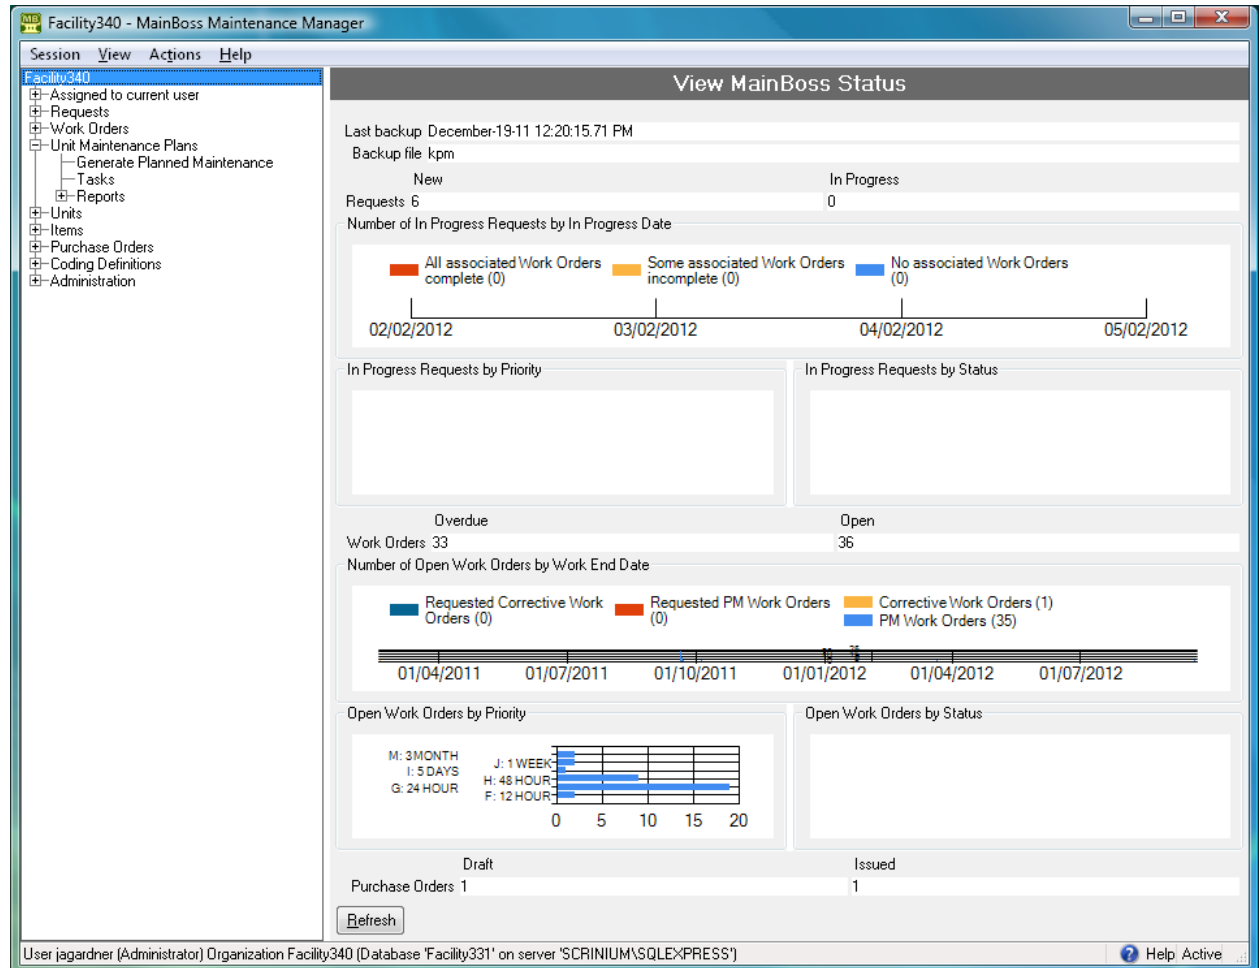 Facility340 - MainBoss Maintenance Manager
Session View Actions Help
Facility340
Assigned to current user
Requests
Work Orders
Unit Maintenance Plans
Generate Planned Maintenance
Tasks
Reports
Units
Items
Purchase Orders
Coding Definitions
Administration
View MainBoss Status
Last backup December-19-11 12:20:15.71 PM
Backup file kpm
New In Progress
Requests 6 0
Number of In Progress Requests by In Progress Date
All associated Work Orders complete (0)
Some associated Work Orders incomplete (0)
No associated Work Orders (0)
02/02/2012 03/02/2012 04/02/2012 05/02/2012
In Progress Requests by Priority
In Progress Requests by Status
Overdue Open
Work Orders 33 36
Number of Open Work Orders by Work End Date
Requested Corrective Work Orders (0)
Requested PM Work Orders (0)
Corrective Work Orders (1)
PM Work Orders (35)
01/04/2011 01/07/2011 01/10/2011 01/01/2012 01/04/2012 01/07/2012
Open Work Orders by Priority
M: 3MONTH
J: 1 WEEK
I: 5 DAYS
H: 48 HOUR
G: 24 HOUR
F: 12 HOUR
0 5 10 15 20
Open Work Orders by Status
Draft Issued
Purchase Orders 1 1
Refresh
User jagardner (Administrator) Organization Facility340 (Database 'Facility331' on server 'SCRINIUM\SQLEXPRESS')
Help Active